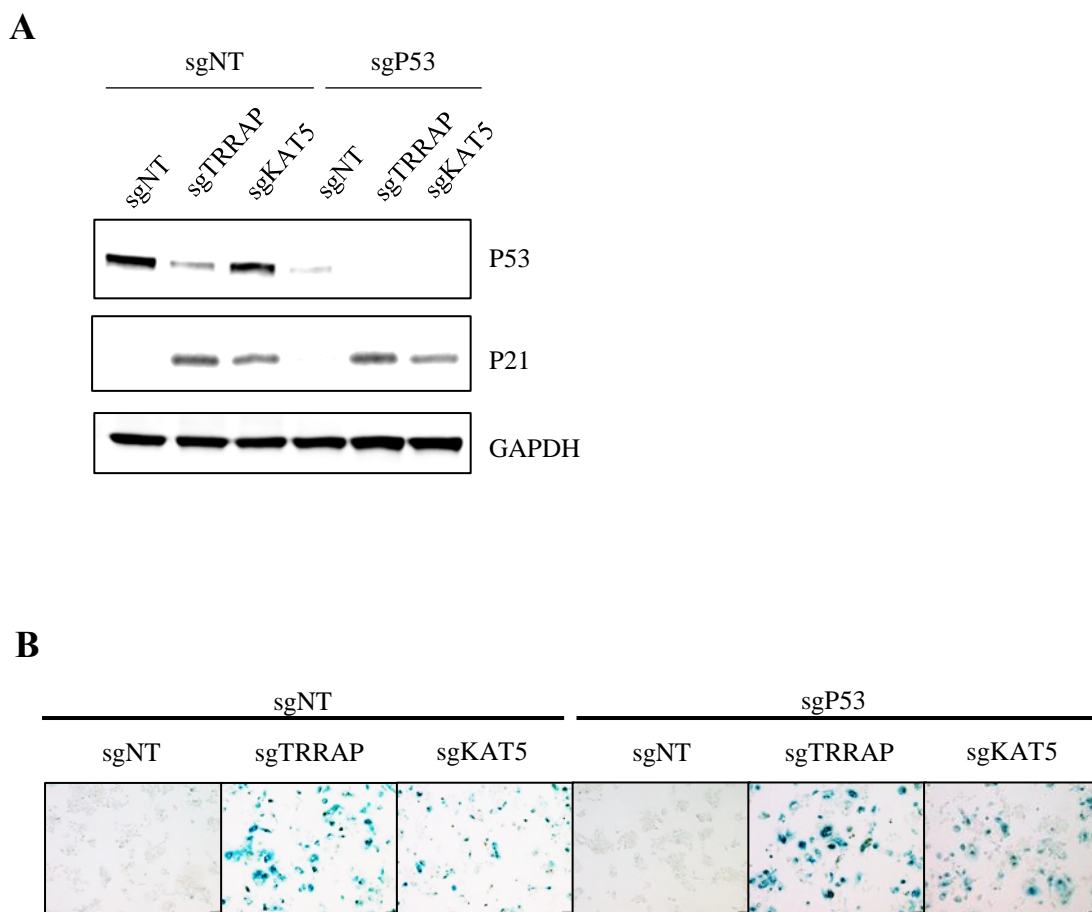 A
sgNT sgP53
sgNT sgTRRAP sgKAT5 sgNT sgTRRAP sgKAT5
P53
P21
GAPDH
B
sgNT sgP53
sgNT sgTRRAP sgKAT5 sgNT sgTRRAP sgKAT5